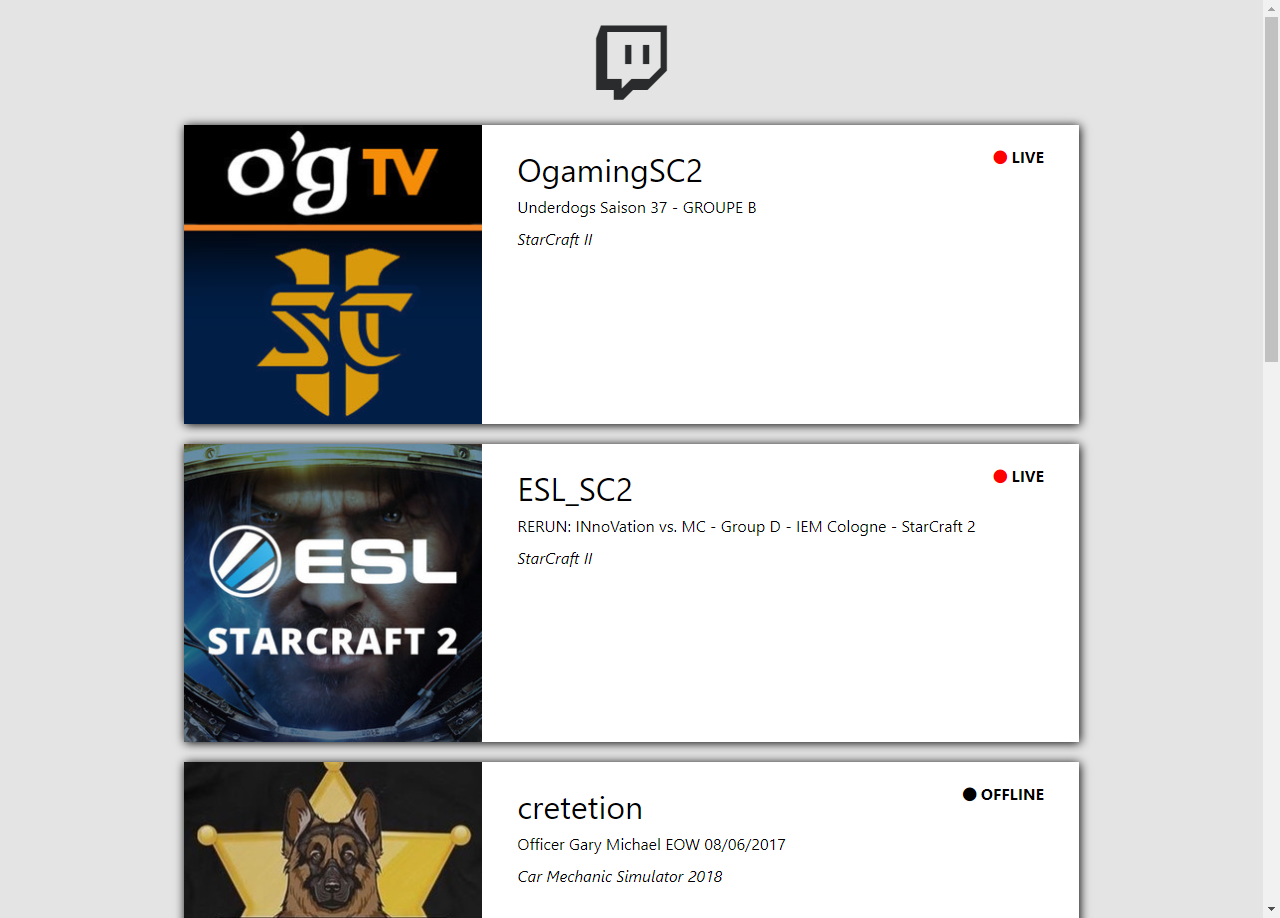 o'g TV
SC
OgamingSC2
LIVE
Underdogs Saison 37 - GROUPE B
StarCraft II
ESL
STARCRAFT 2
ESL_SC2
LIVE
RERUN: INnoVation vs. MC - Group D - IEM Cologne - StarCraft 2
StarCraft II
cretetion
OFFLINE
Officer Gary Michael EOW 08/06/2017
Car Mechanic Simulator 2018